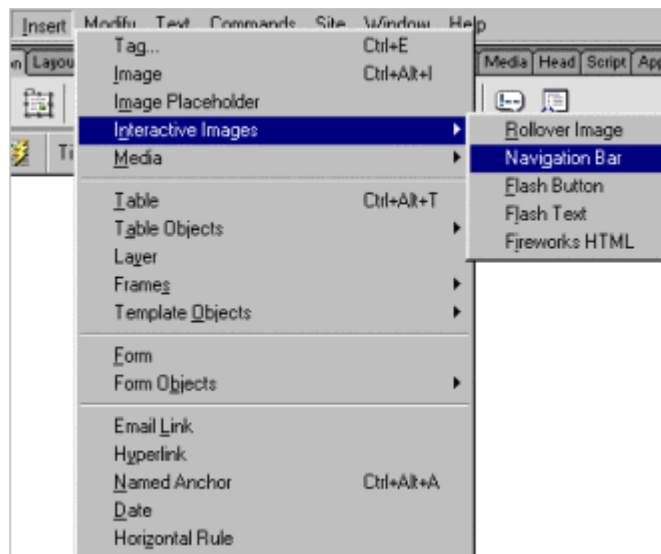 Insert Modify Text Commands Site Window Help
Layou
Media Head Script App
Tag... Ctrl+E
Image Ctrl+Alt+I
Image Placeholder
Interactive Images
Media
Table Ctrl+Alt+T
Table Objects
Layer
Frames
Template Objects
Form
Form Objects
Email Link
Hyperlink
Named Anchor Ctrl+Alt+A
Date
Horizontal Rule
Rollover Image
Navigation Bar
Flash Button
Flash Text
Fireworks HTML